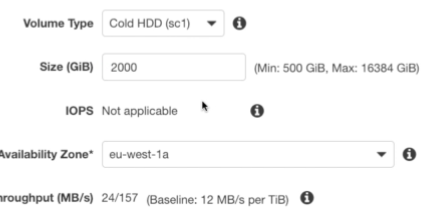 Volume Type Cold HDD (sc1)
Size (GiB) 2000 (Min: 500 GiB, Max: 16384 GiB)
IOPS Not applicable
Availability Zone* eu-west-1a
hroughput (MB/s) 24/157 (Baseline: 12 MB/s per TiB)